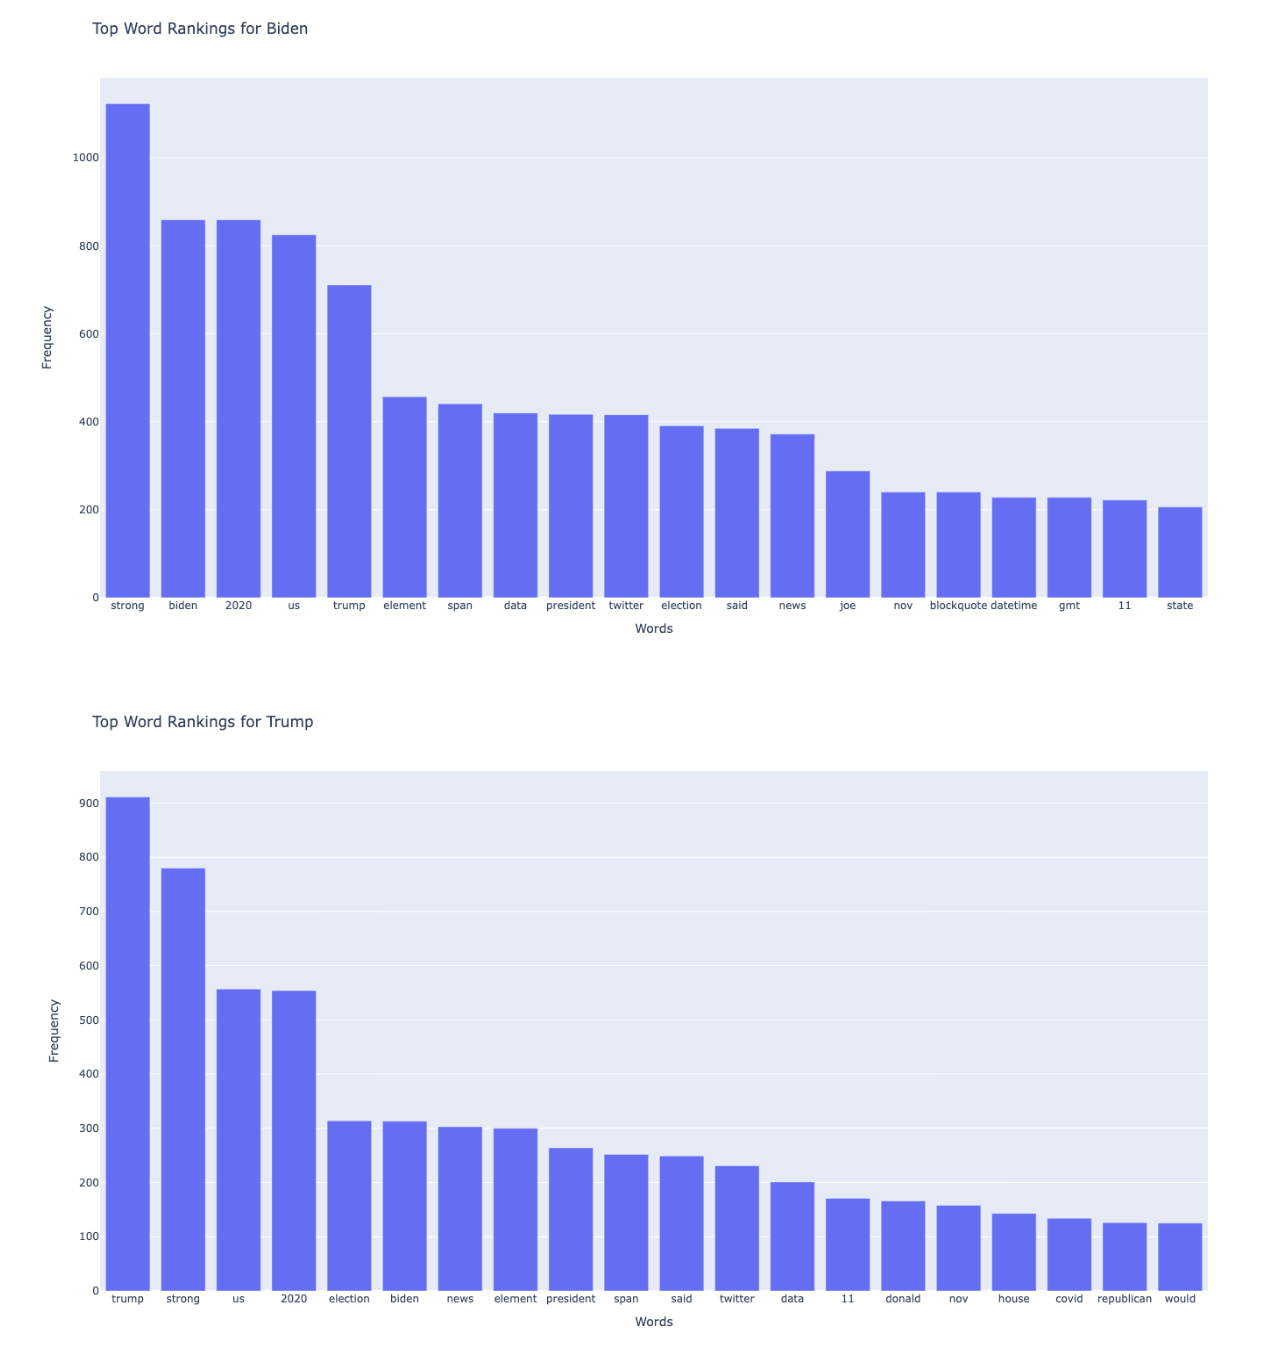 Top Word Rankings for Biden
1000
800
600
400
200
0
Frequency
strong biden 2020 us trump element span data president twitter election said news joe nov blockquote datetime gmt 11 state
Words
Top Word Rankings for Trump
900
800
700
600
500
400
300
200
100
0
Frequency
trump strong us 2020 election biden news element president span said twitter data 11 donald nov house covid republican would
Words